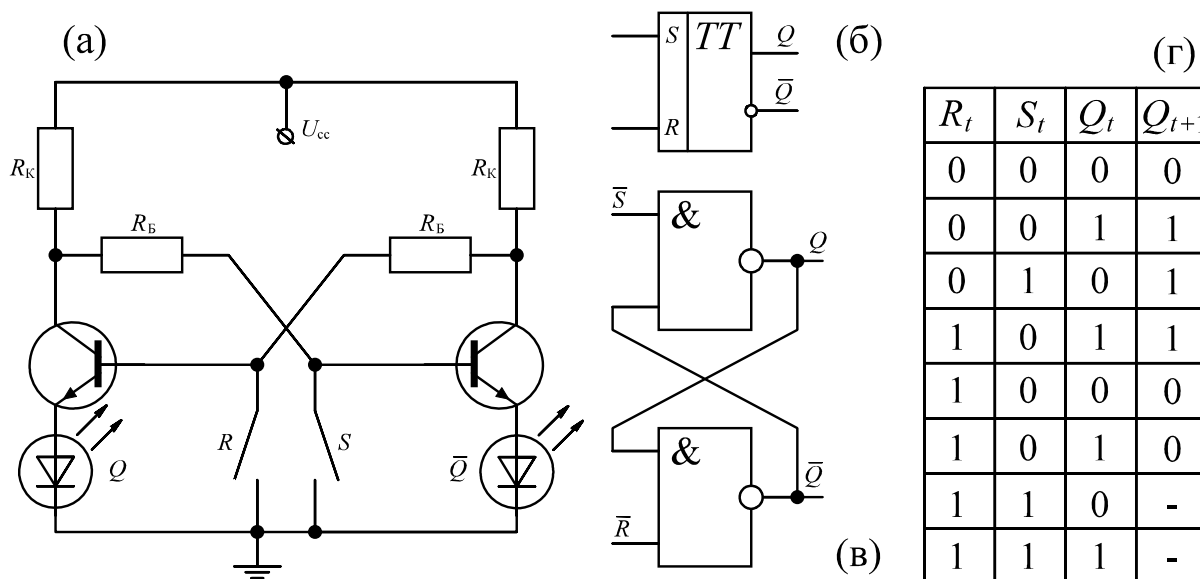 (а)
U_cc
R_К
R_К
R_Б
R_Б
R
S
Q
Q̅
S
TT
Q
(б)
R
Q̅
S̅
&
Q
&
Q̅
R̅
(в)
(г)
R_t S_t Q_t Q_t+1
0 0 0 0
0 0 1 1
0 1 0 1
1 0 1 1
1 0 0 0
1 0 1 0
1 1 0 -
1 1 1 -